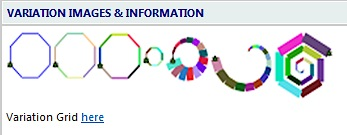 VARIATION IMAGES & INFORMATION
Variation Grid here